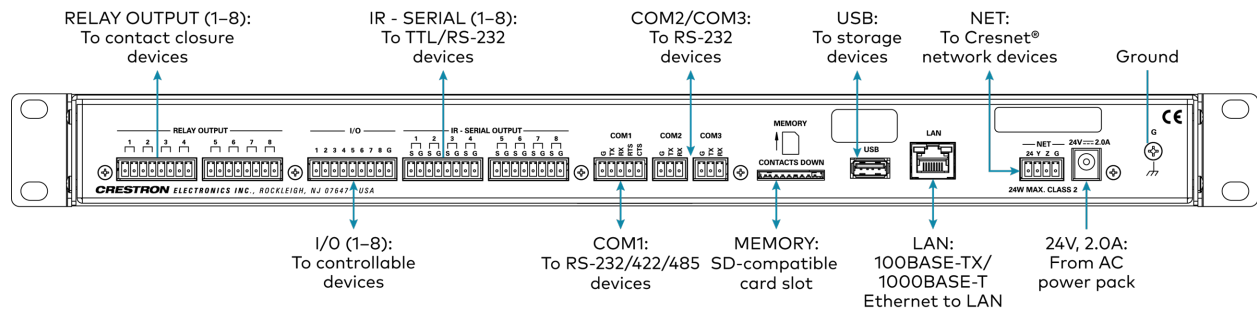 RELAY OUTPUT (1–8):
To contact closure
devices
IR - SERIAL (1–8):
To TTL/RS-232
devices
COM2/COM3:
To RS-232
devices
USB:
To storage
devices
NET:
To Cresnet®
network devices
Ground
RELAY OUTPUT
1 2 3 4 5 6 7 8
I/O
1 2 3 4 5 6 7 8 G
IR - SERIAL OUTPUT
1 2 3 4 5 6 7 8
S G S G S G S G S G S G S G S G
COM1
G TX RX RTS CTS
COM2
G TX RX
COM3
G TX RX
MEMORY
CONTACTS DOWN
USB
LAN
NET
24 Y Z G
24V 2.0A
24W MAX. CLASS 2
G
CE
CRESTRON ELECTRONICS INC., ROCKLEIGH, NJ 07647 USA
I/O (1–8):
To controllable
devices
COM1:
To RS-232/422/485
devices
MEMORY:
SD-compatible
card slot
LAN:
100BASE-TX/
1000BASE-T
Ethernet to LAN
24V, 2.0A:
From AC
power pack